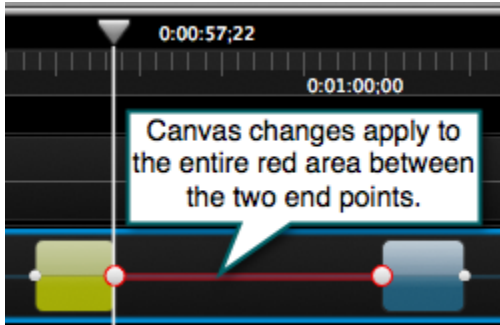 0:00:57;22
0:01:00;00
Canvas changes apply to
the entire red area between
the two end points.